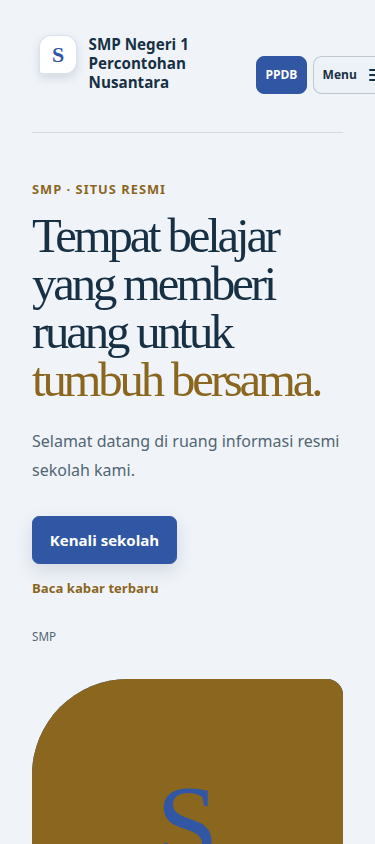 S
SMP Negeri 1
Percontohan
Nusantara
PPDB
Menu
SMP · SITUS RESMI
Tempat belajar
yang memberi
ruang untuk
tumbuh bersama.
Selamat datang di ruang informasi resmi
sekolah kami.
Kenali sekolah
Baca kabar terbaru
SMP
S